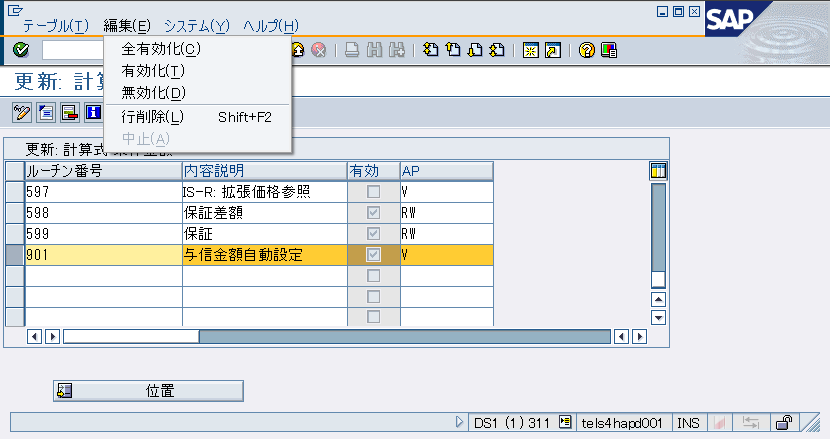 テーブル(T) 編集(E) システム(Y) ヘルプ(H)
SAP
全有効化(C)
有効化(T)
無効化(D)
行削除(L) Shift+F2
中止(A)
更新: 計算
更新: 計算式
ルーチン番号 内容説明 有効 AP
597 IS-R: 拡張価格参照 V
598 保証差額 RW
599 保証 RW
901 与信金額自動設定 V
位置
DS1 (1) 311 tels4hapd001 INS